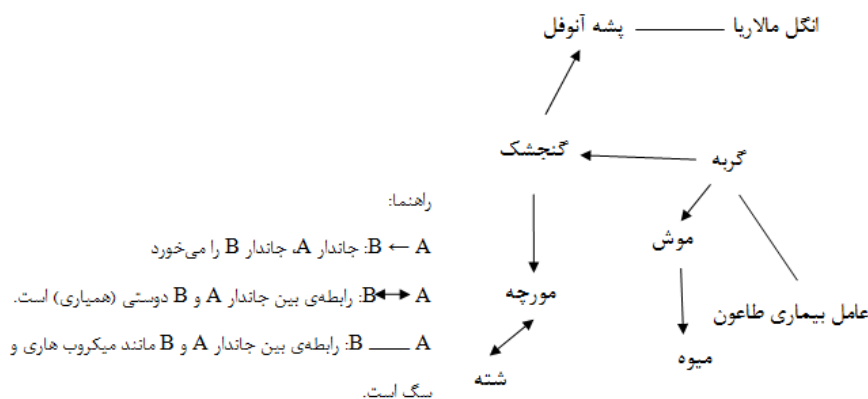 انگل مالاریا
پشه آنوفل
گنجشک
گربه
موش
مورچه
عامل بیماری طاعون
میوه
شته
راهنما:
B ← A: جاندار A، جاندار B را می‌خورد
B ↔ A: رابطه‌ی بین جاندار A و B دوستی (همیاری) است.
B ___ A: رابطه‌ی بین جاندار A و B مانند میکروب هاری و
سگ است.